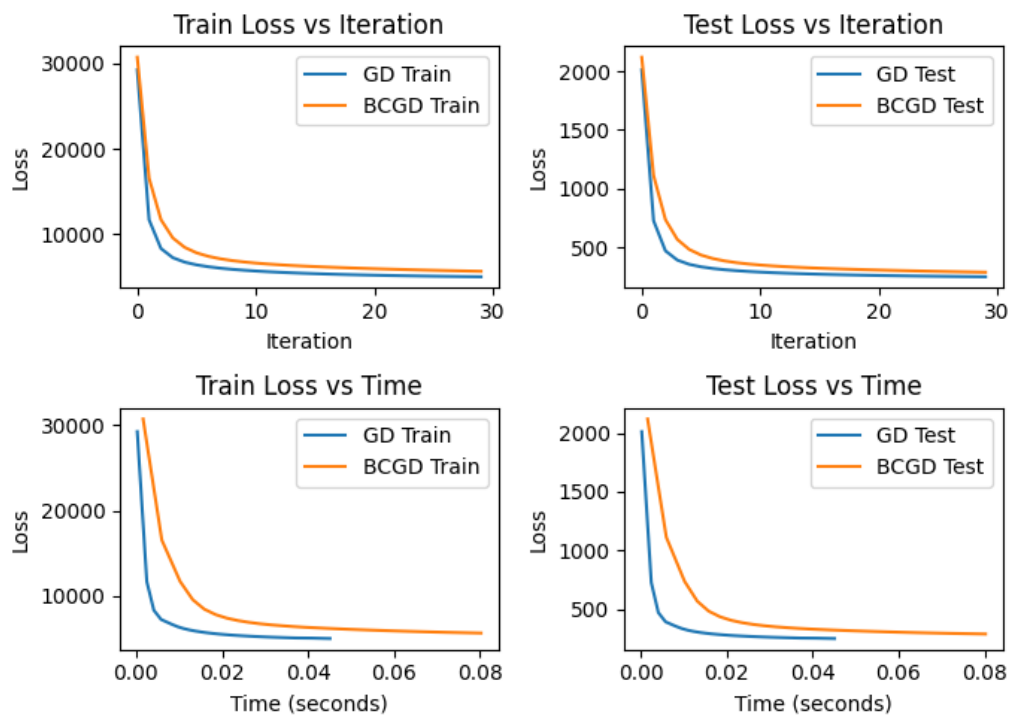 Train Loss vs Iteration
Loss
30000
20000
10000
GD Train
BCGD Train
0
10
20
30
Iteration
Test Loss vs Iteration
Loss
2000
1500
1000
500
GD Test
BCGD Test
0
10
20
30
Iteration
Train Loss vs Time
Loss
30000
20000
10000
GD Train
BCGD Train
0.00
0.02
0.04
0.06
0.08
Time (seconds)
Test Loss vs Time
Loss
2000
1500
1000
500
GD Test
BCGD Test
0.00
0.02
0.04
0.06
0.08
Time (seconds)